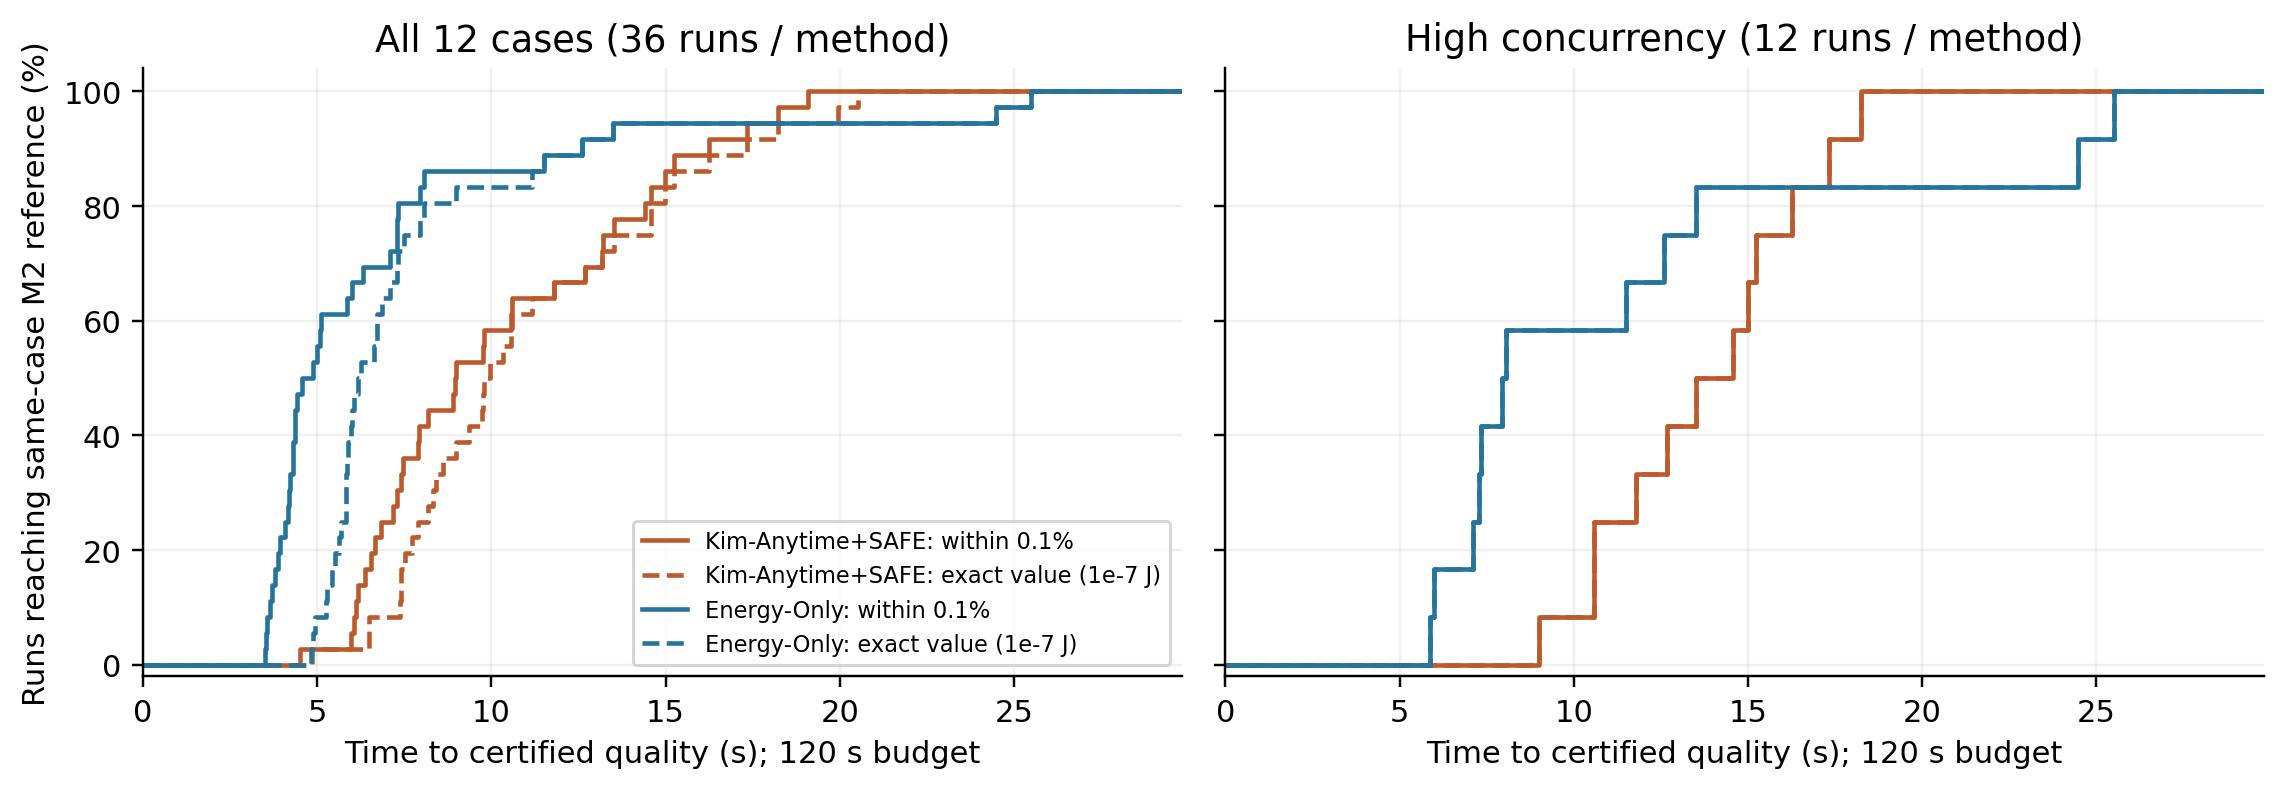 All 12 cases (36 runs / method)
High concurrency (12 runs / method)
Runs reaching same-case M2 reference (%)
100
80
60
40
20
0
Kim-Anytime+SAFE: within 0.1%
Kim-Anytime+SAFE: exact value (1e-7 J)
Energy-Only: within 0.1%
Energy-Only: exact value (1e-7 J)
0 5 10 15 20 25
0 5 10 15 20 25
Time to certified quality (s); 120 s budget
Time to certified quality (s); 120 s budget